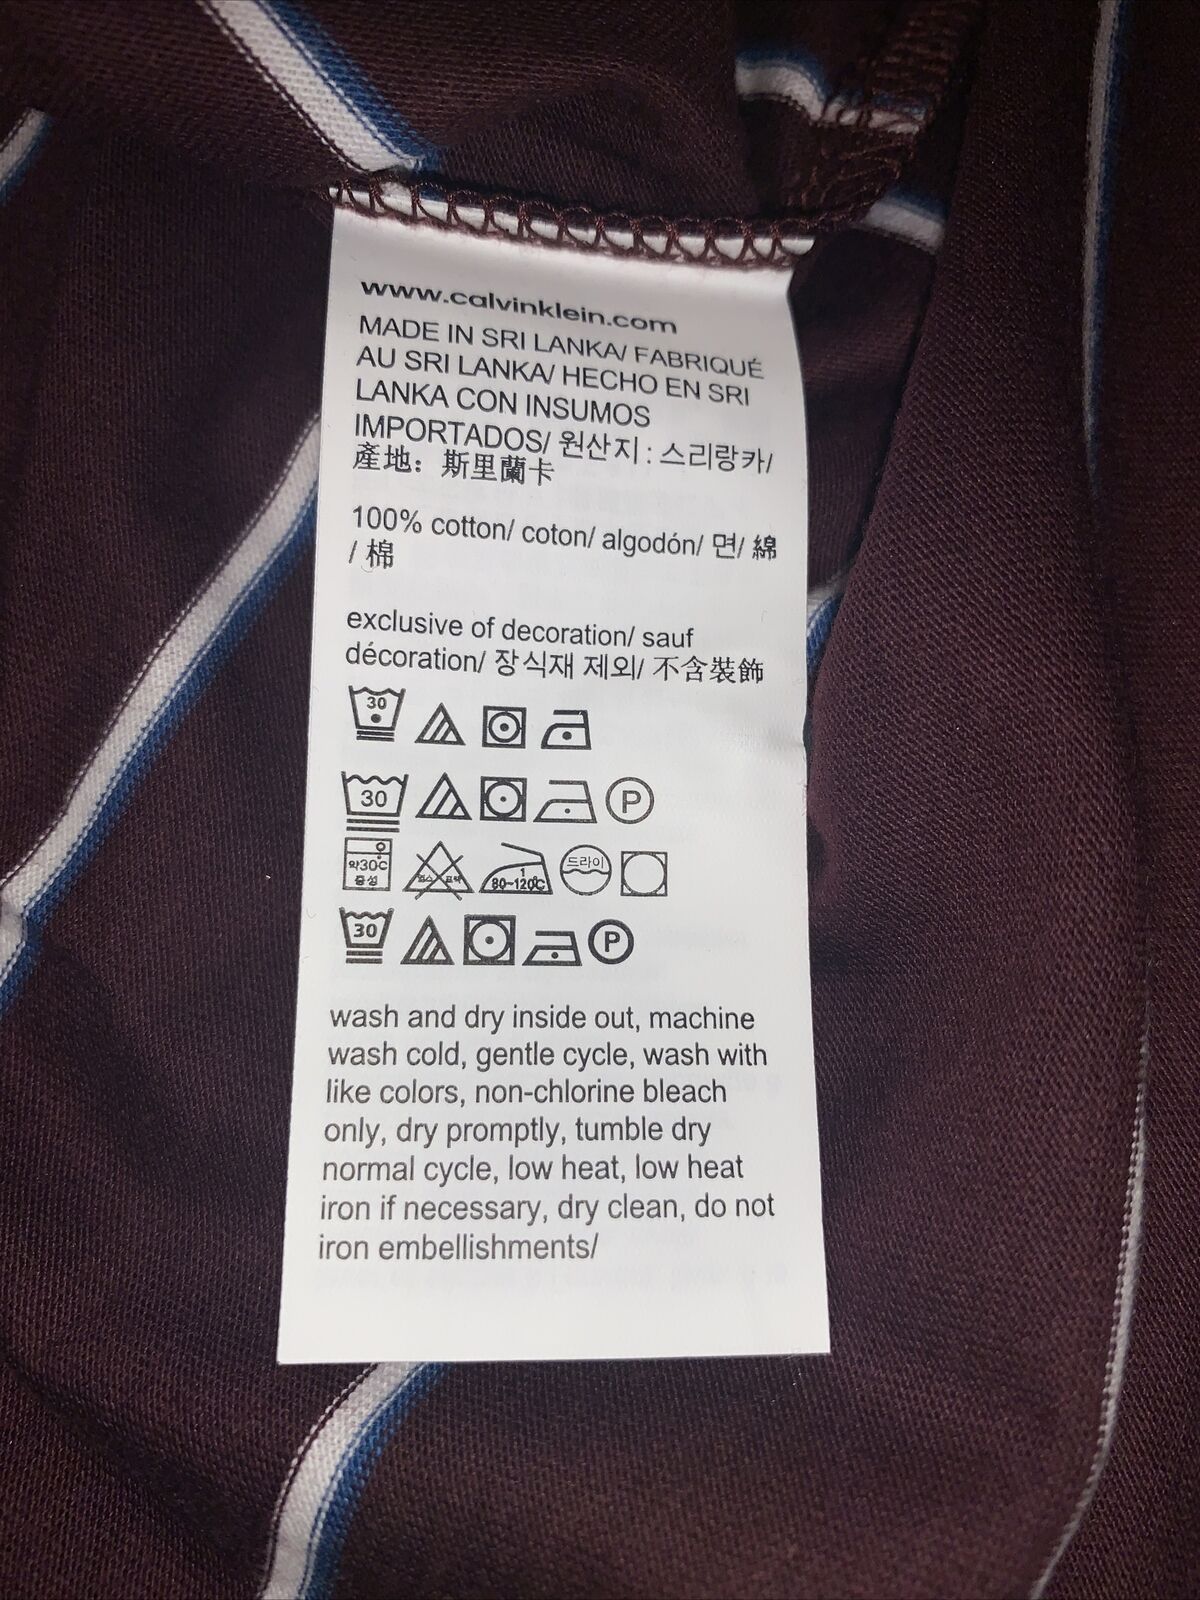 www.calvinklein.com
MADE IN SRI LANKA/ FABRIQUÉ
AU SRI LANKA/ HECHO EN SRI
LANKA CON INSUMOS
IMPORTADOS/ 원산지 : 스리랑카/
產地: 斯里蘭卡
100% cotton/ coton/ algodón/ 면/ 綿
/ 棉
exclusive of decoration/ sauf
décoration/ 장식재 제외/ 不含裝飾
30
30 P
약30℃
중성 1
80~120℃ 드라이
30 P
wash and dry inside out, machine
wash cold, gentle cycle, wash with
like colors, non-chlorine bleach
only, dry promptly, tumble dry
normal cycle, low heat, low heat
iron if necessary, dry clean, do not
iron embellishments/